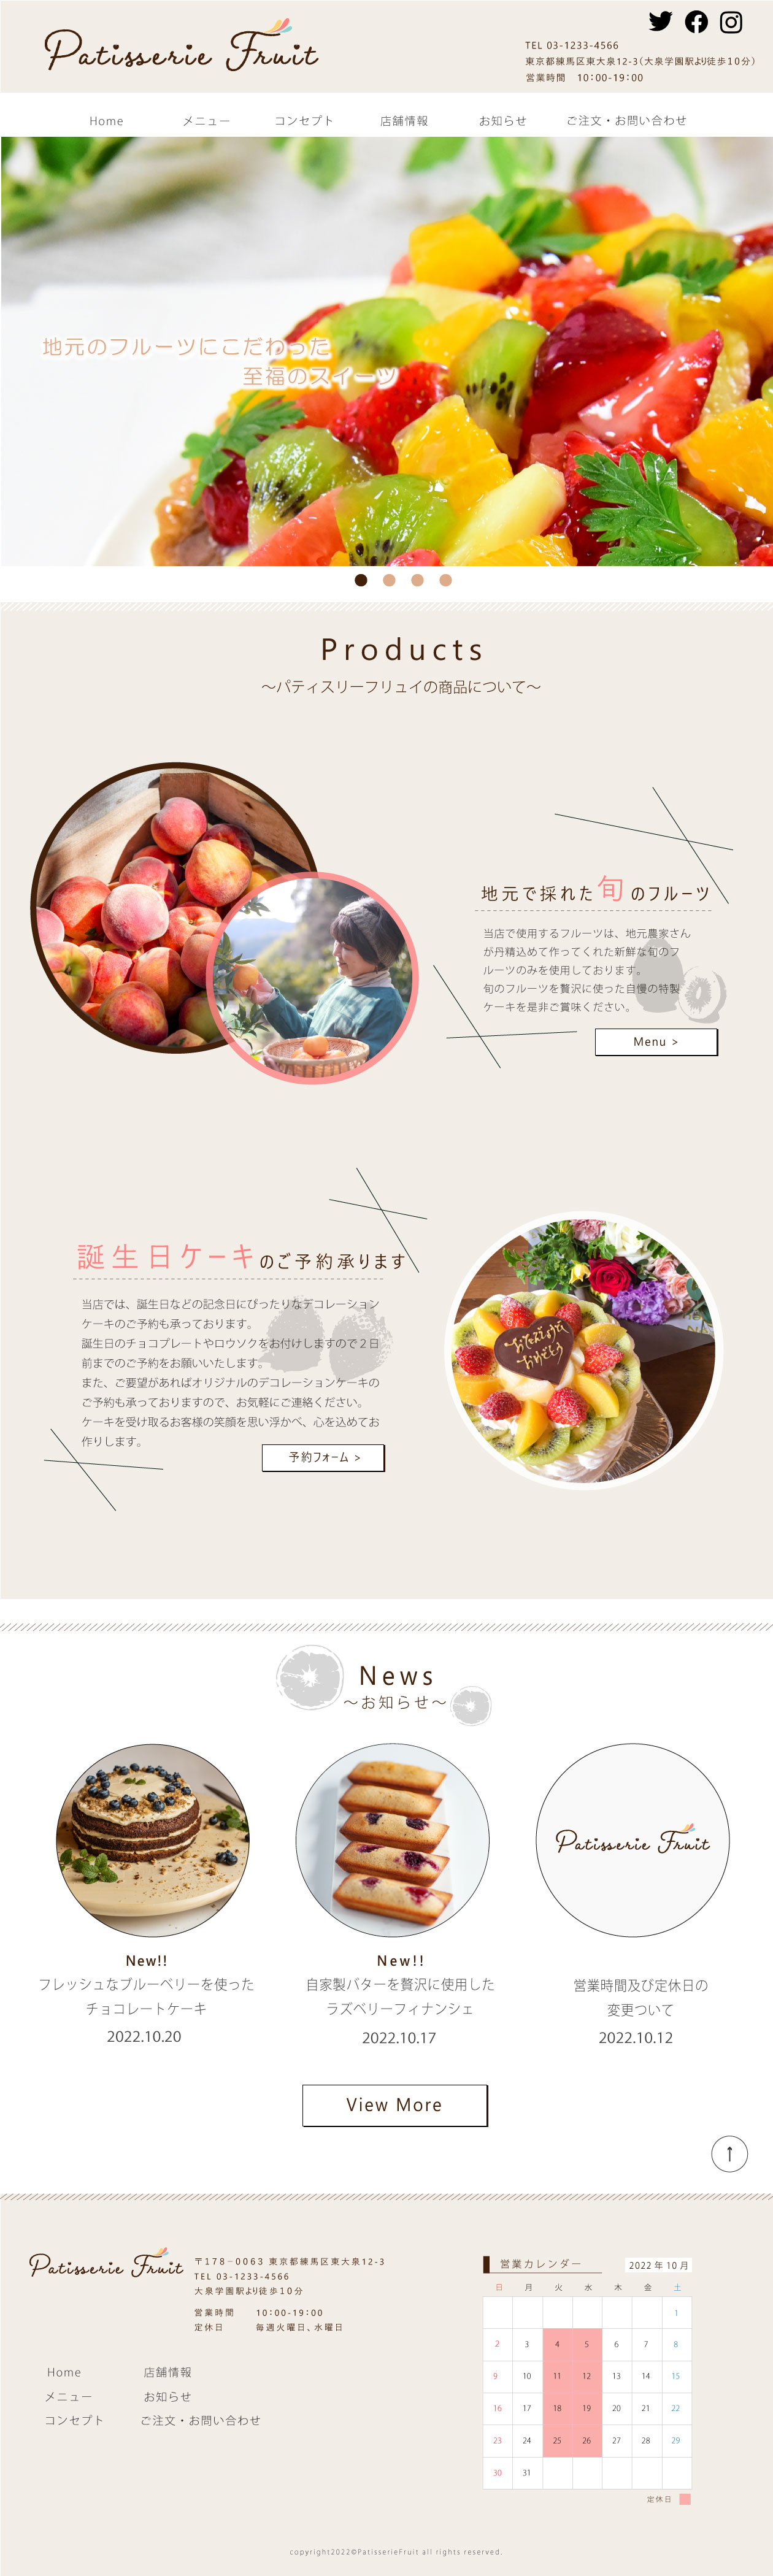 Patisserie Fruit
TEL 03-1233-4566
東京都練馬区東大泉12-3（大泉学園駅より徒歩10分）
営業時間 10:00-19:00
Home メニュー コンセプト 店舗情報 お知らせ ご注文・お問い合わせ
地元のフルーツにこだわった
至福のスイーツ
Products
～パティスリーフリュイの商品について～
地元で採れた旬のフルーツ
当店で使用するフルーツは、地元農家さん
が丹精込めて作ってくれた新鮮な旬のフ
ルーツのみを使用しております。
旬のフルーツを贅沢に使った自慢の特製
ケーキを是非ご賞味ください。
Menu >
誕生日ケーキのご予約承ります
当店では、誕生日などの記念日にぴったりなデコレーション
ケーキのご予約も承っております。
誕生日のチョコプレートやロウソクをお付けしますので２日
前までのご予約をお願いいたします。
また、ご要望があればオリジナルのデコレーションケーキの
ご予約も承っておりますので、お気軽にご連絡ください。
ケーキを受け取るお客様の笑顔を思い浮かべ、心を込めてお
作りします。
予約フォーム >
おたんじょうび
おめでとう
News
～お知らせ～
Patisserie Fruit
New!!
フレッシュなブルーベリーを使った
チョコレートケーキ
2022.10.20
New!!
自家製バターを贅沢に使用した
ラズベリーフィナンシェ
2022.10.17
営業時間及び定休日の
変更ついて
2022.10.12
View More
↑
Patisserie Fruit
〒178－0063 東京都練馬区東大泉12-3
TEL 03-1233-4566
大泉学園駅より徒歩10分
営業時間 10:00-19:00
定休日 毎週火曜日、水曜日
Home 店舗情報
メニュー お知らせ
コンセプト ご注文・お問い合わせ
営業カレンダー 2022 年 10 月
日 月 火 水 木 金 土
1
2 3 4 5 6 7 8
9 10 11 12 13 14 15
16 17 18 19 20 21 22
23 24 25 26 27 28 29
30 31
定休日
copyright2022©PatisserieFruit all rights reserved.